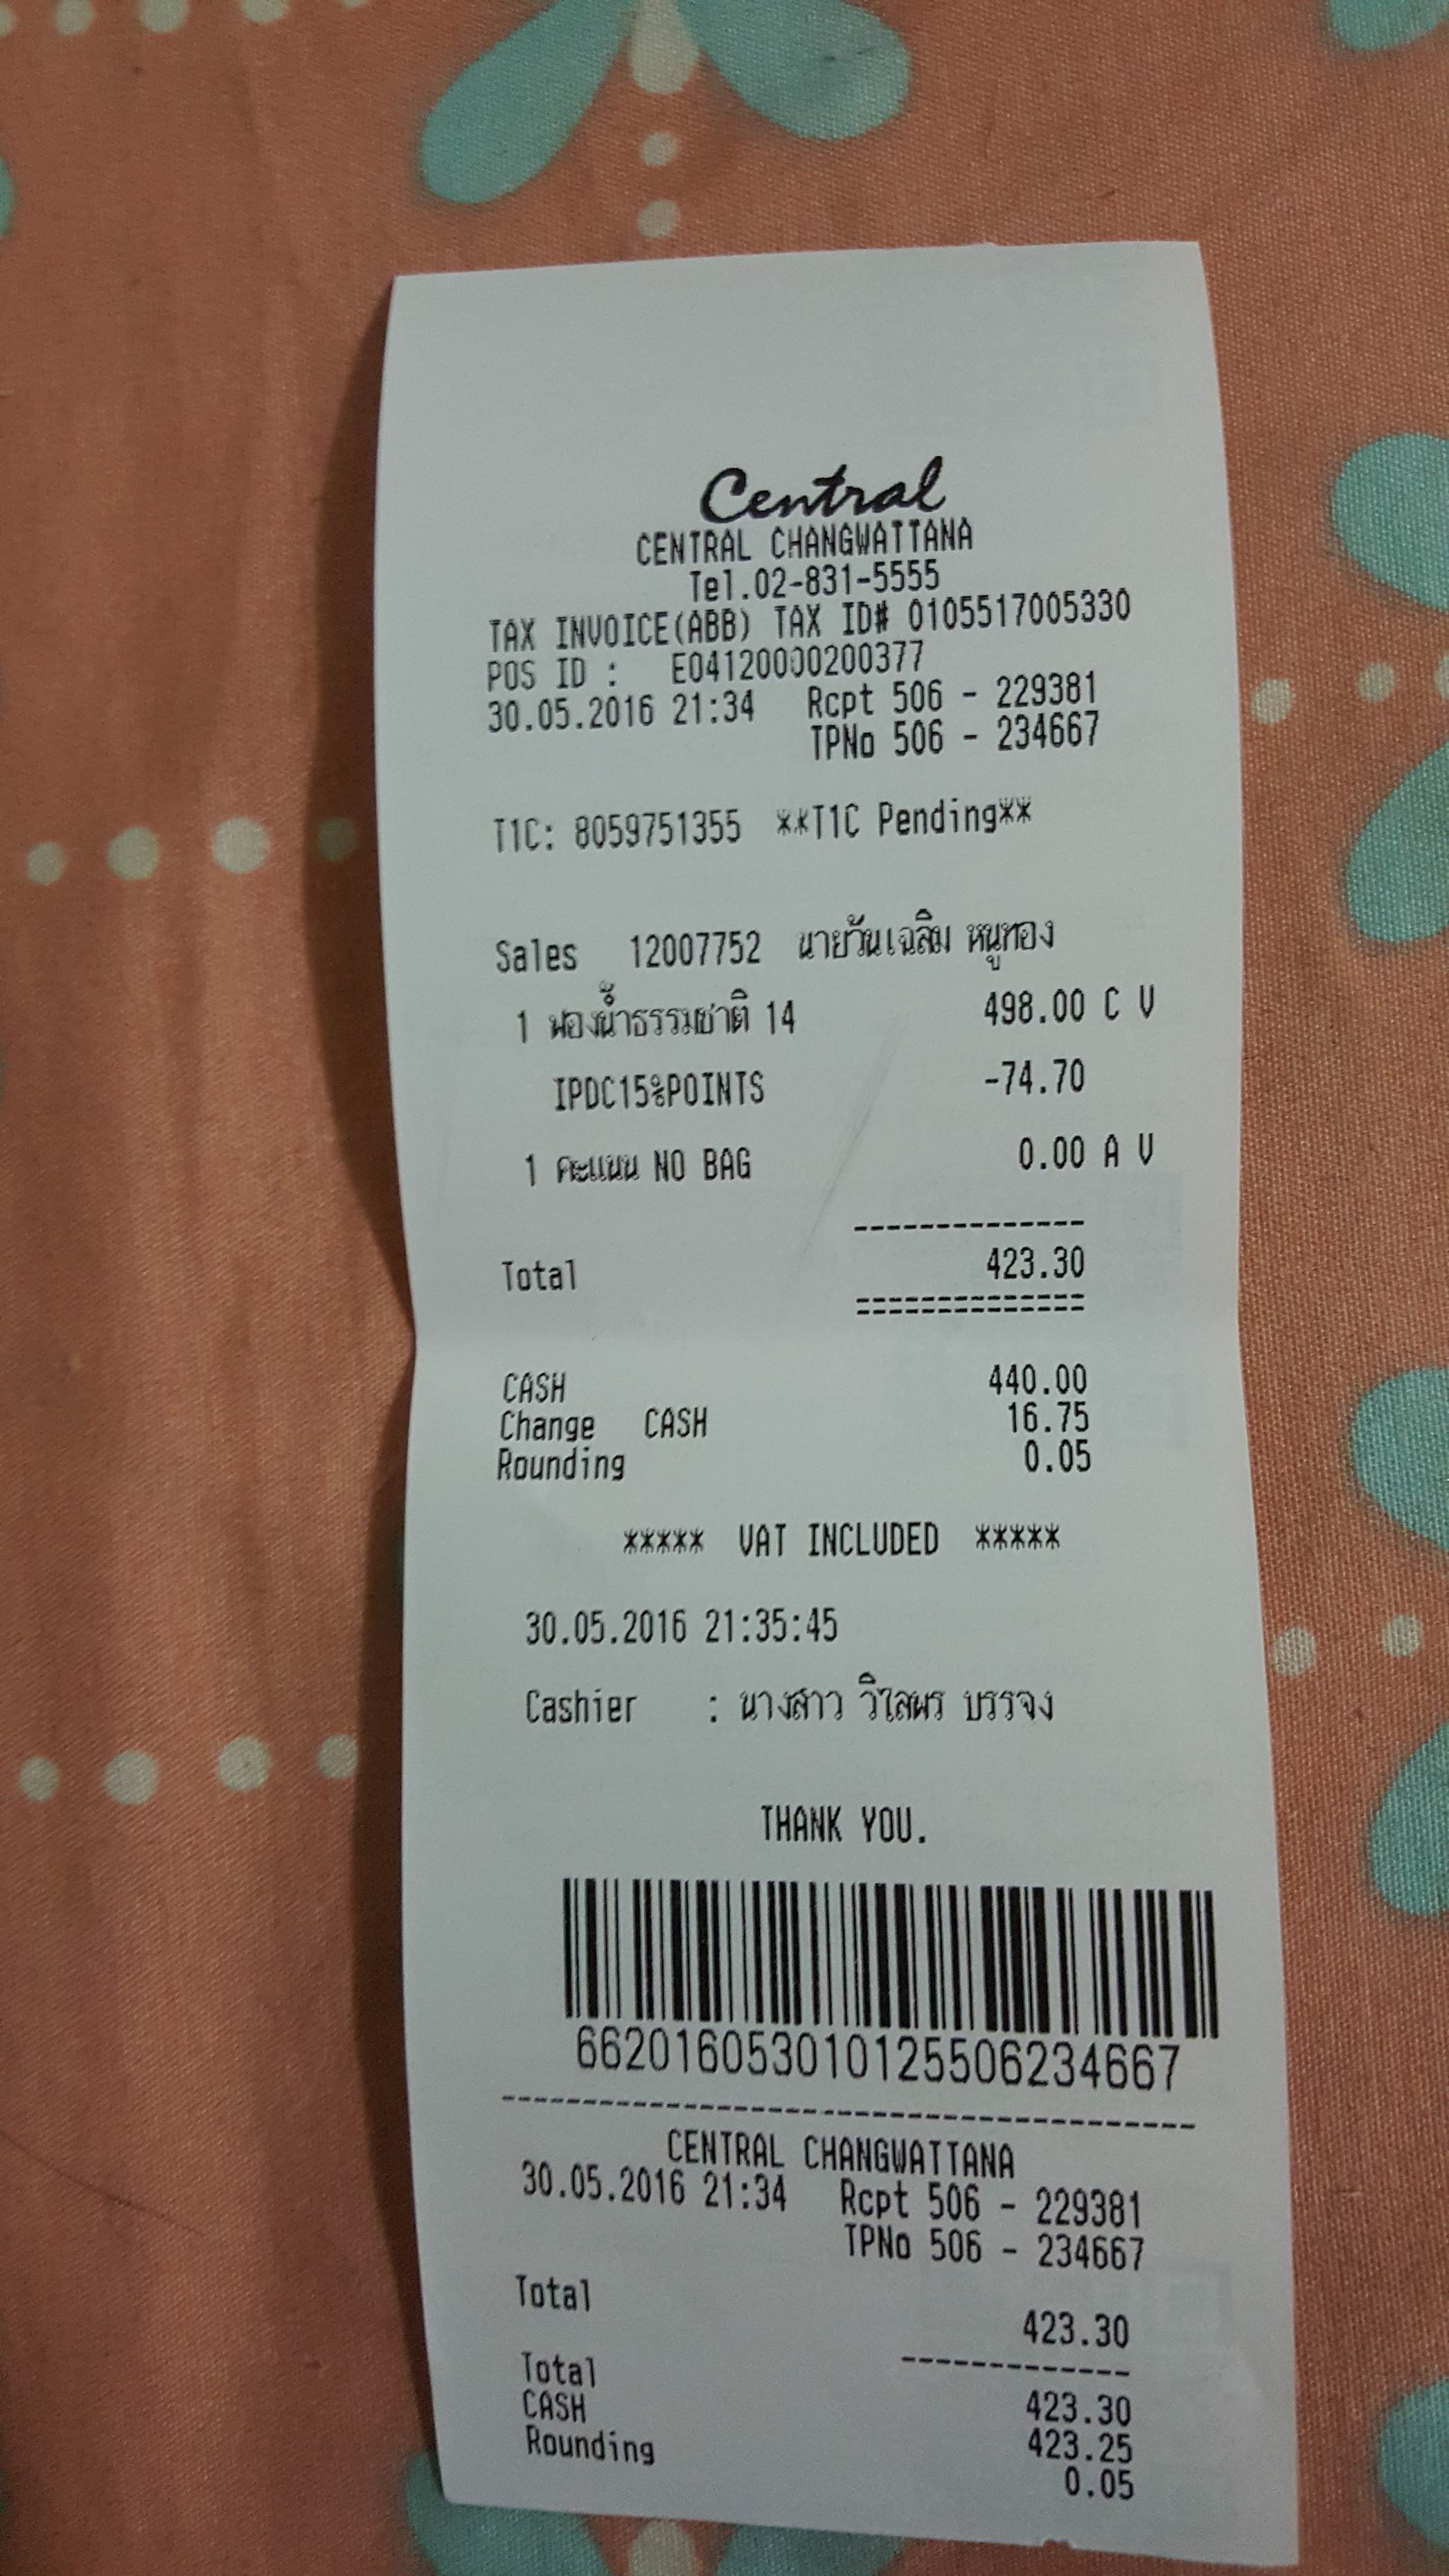 Central
CENTRAL CHANGWATTANA
Tel.02-831-5555
TAX INVOICE(ABB) TAX ID# 0105517005330
POS ID : E04120000200377
30.05.2016 21:34 Rcpt 506 - 229381
TPNo 506 - 234667
T1C: 8059751355 **T1C Pending**
Sales 12007752 นายวันเฉลิม หนูทอง
1 ฟองน้ำธรรมชาติ 14 498.00 C V
IPDC15%POINTS -74.70
1 คะแนน NO BAG 0.00 A V
--------------
Total 423.30
==============
CASH 440.00
Change CASH 16.75
Rounding 0.05
***** VAT INCLUDED *****
30.05.2016 21:35:45
Cashier : นางสาว วิไลพร บรรจง
THANK YOU.
66201605301012550623 4667
CENTRAL CHANGWATTANA
30.05.2016 21:34 Rcpt 506 - 229381
TPNo 506 - 234667
Total
423.30
Total 423.30
CASH 423.25
Rounding 0.05